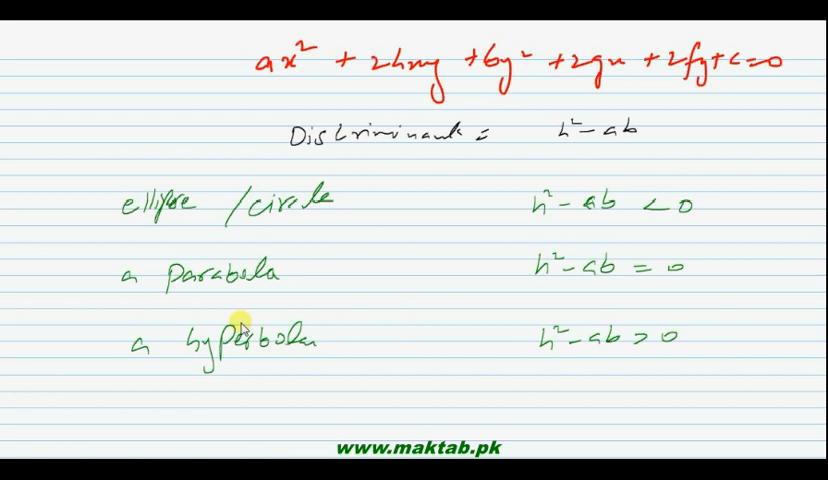 ax² + 2hxy + by² + 2gx + 2fy + c = 0
Discriminant = h² - ab
ellipse / circle h² - ab < 0
a parabola h² - ab = 0
a hyperbola h² - ab > 0
www.maktab.pk